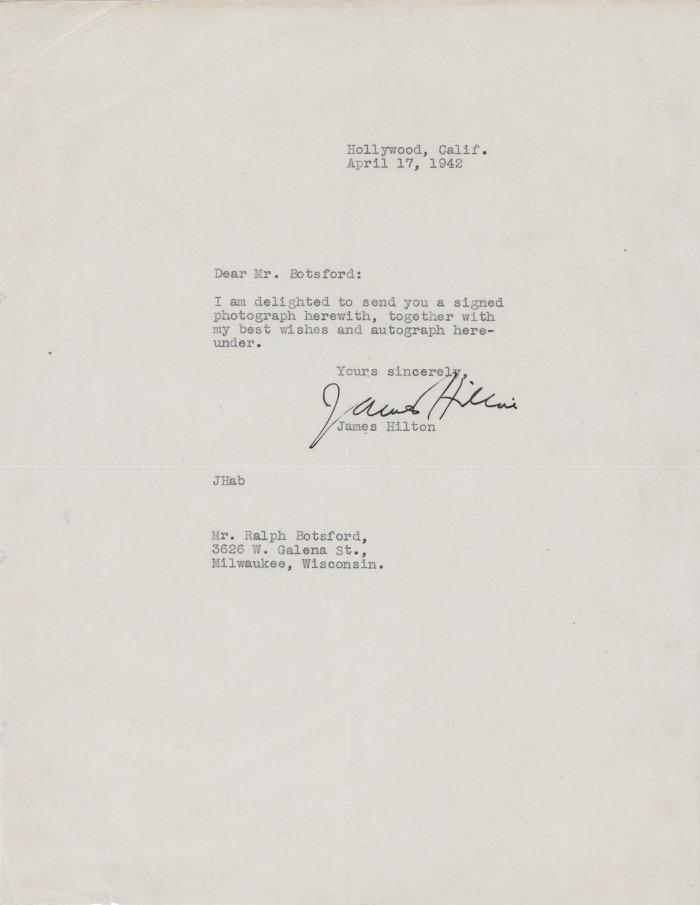 Hollywood, Calif.
April 17, 1942
Dear Mr. Botsford:
I am delighted to send you a signed
photograph herewith, together with
my best wishes and autograph here-
under.
Yours sincerely,
James Hilton
James Hilton
JHab
Mr. Ralph Botsford,
3626 W. Galena St.,
Milwaukee, Wisconsin.